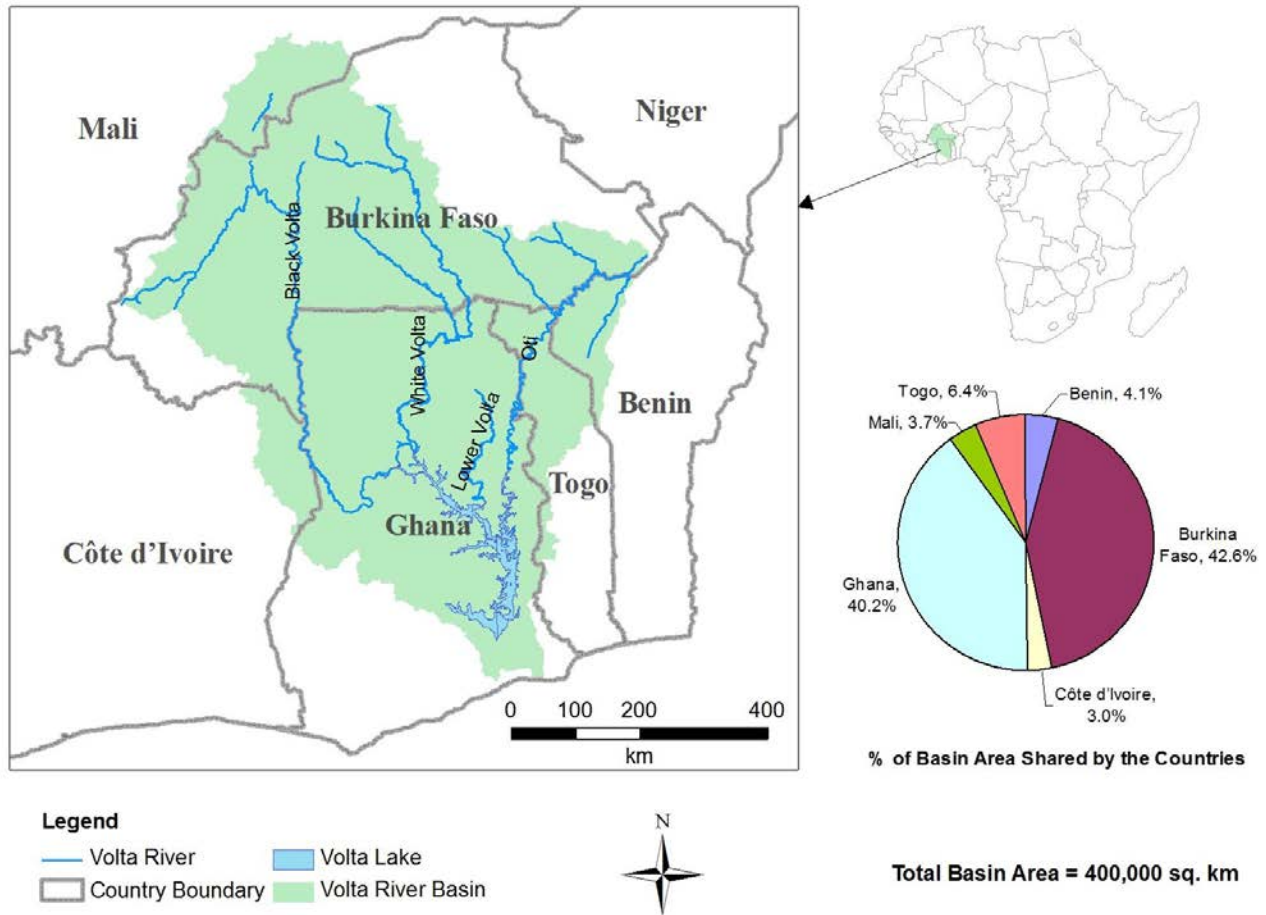 Mali
Niger
Burkina Faso
Black Volta
White Volta
Oti
Lower Volta
Benin
Togo
Ghana
Côte d’Ivoire
0 100 200 400
km
Togo, 6.4%
Benin, 4.1%
Mali, 3.7%
Burkina
Faso, 42.6%
Ghana,
40.2%
Côte d’Ivoire,
3.0%
% of Basin Area Shared by the Countries
Legend
Volta River
Volta Lake
Country Boundary
Volta River Basin
N
Total Basin Area = 400,000 sq. km